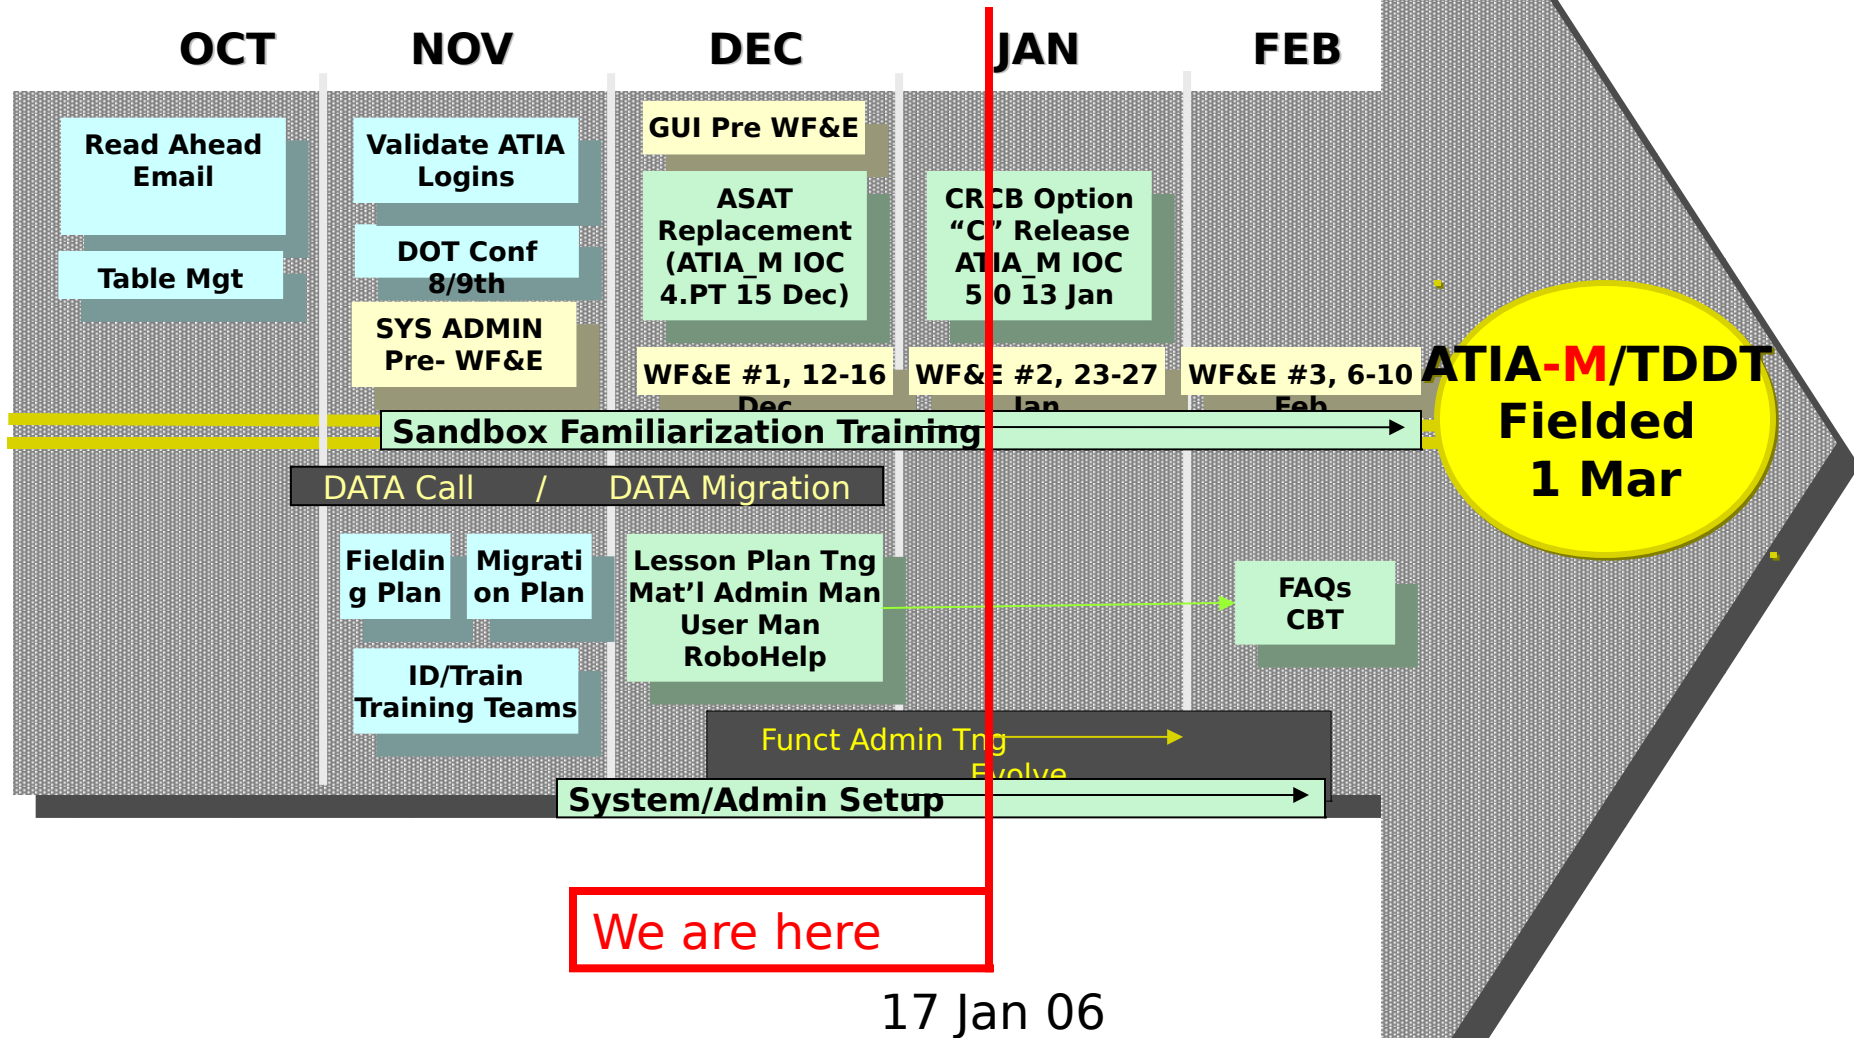 OCT
NOV
DEC
JAN
FEB
Read Ahead
Email
Table Mgt
Validate ATIA
Logins
DOT Conf
8/9th
SYS ADMIN
Pre- WF&E
GUI Pre WF&E
ASAT
Replacement
(ATIA_M IOC
4.PT 15 Dec)
CRCB Option
“C” Release
ATIA_M IOC
5.0 13 Jan
WF&E #1, 12-16
Dec
WF&E #2, 23-27
Jan
WF&E #3, 6-10
Feb
ATIA-M/TDDT
Fielded
1 Mar
Sandbox Familiarization Training
DATA Call / DATA Migration
Fieldin
g Plan
Migrati
on Plan
Lesson Plan Tng
Mat’l Admin Man
User Man
RoboHelp
FAQs
CBT
ID/Train
Training Teams
Funct Admin Tng
Evolve
System/Admin Setup
We are here
17 Jan 06